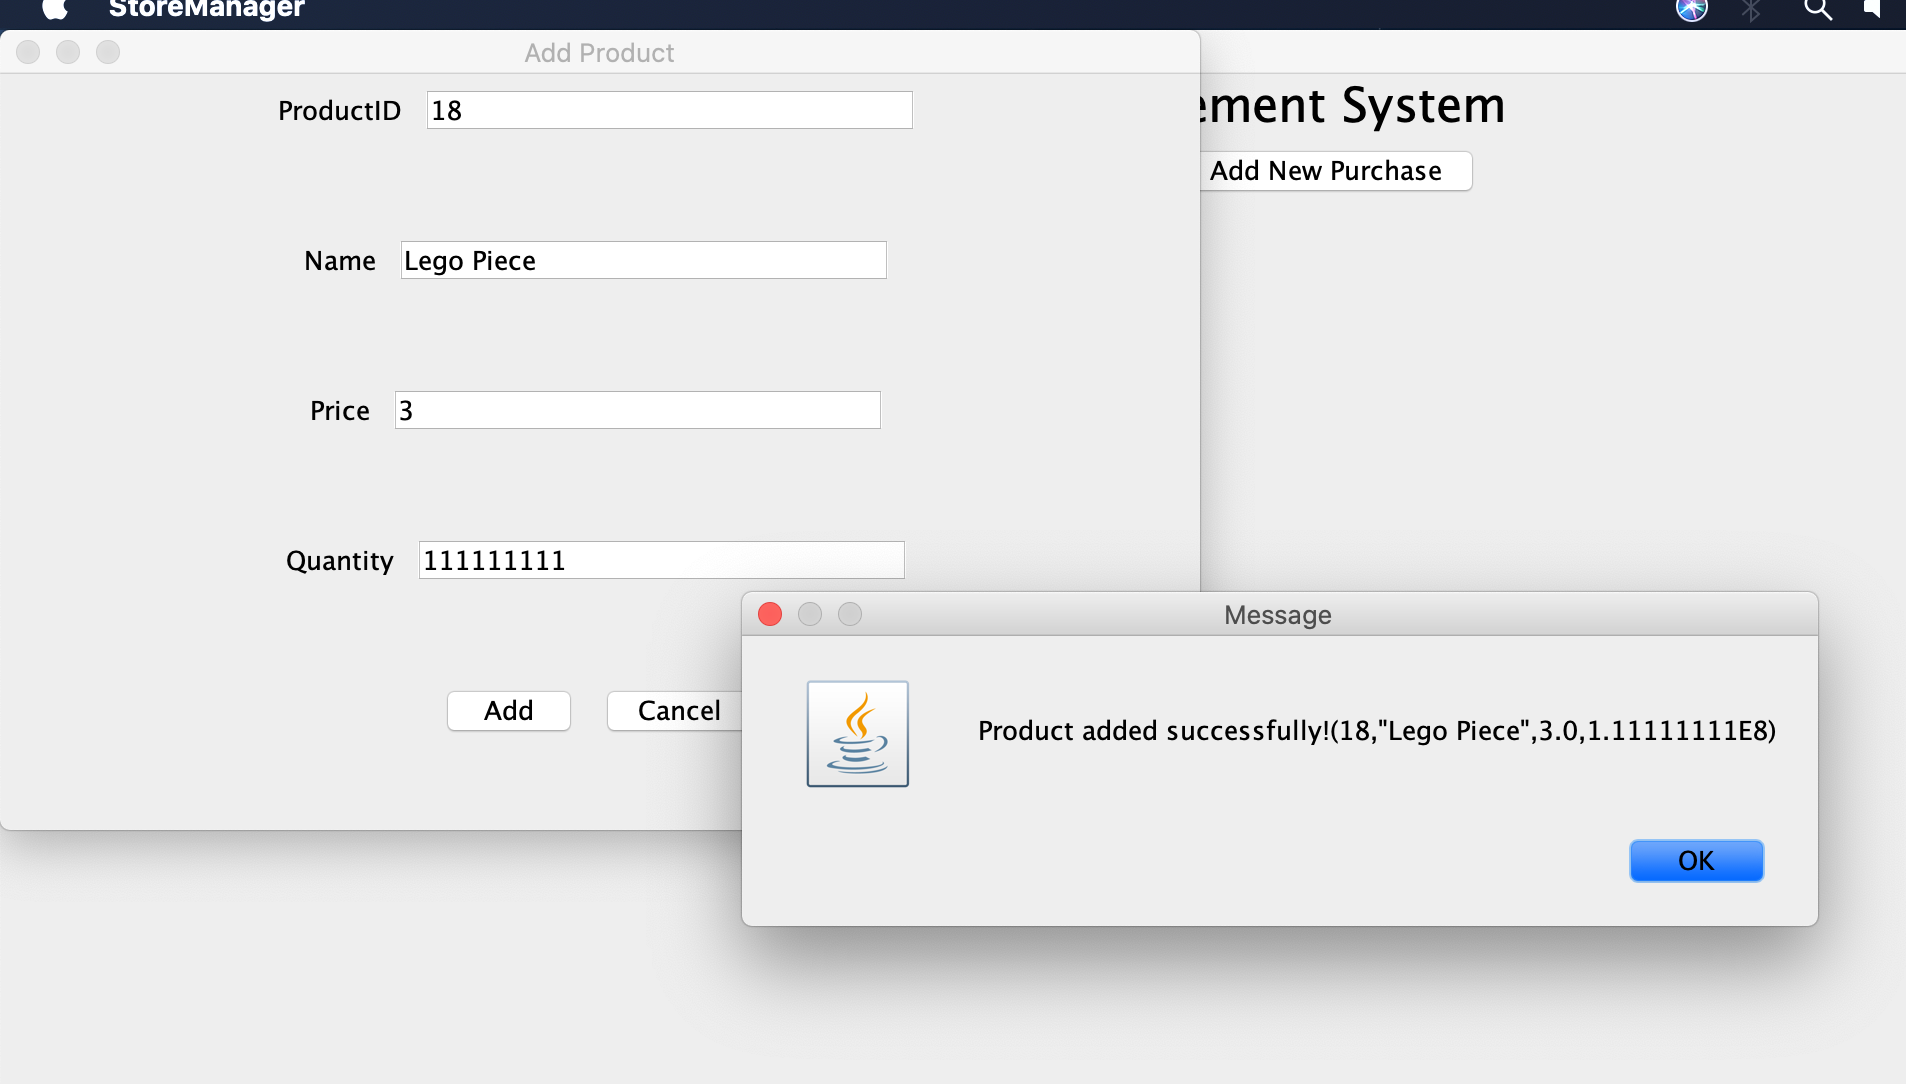 StoreManager
Add Product
ement System
ProductID 18
Add New Purchase
Name Lego Piece
Price 3
Quantity 111111111
Add Cancel
Message
Product added successfully!(18,"Lego Piece",3.0,1.11111111E8)
OK